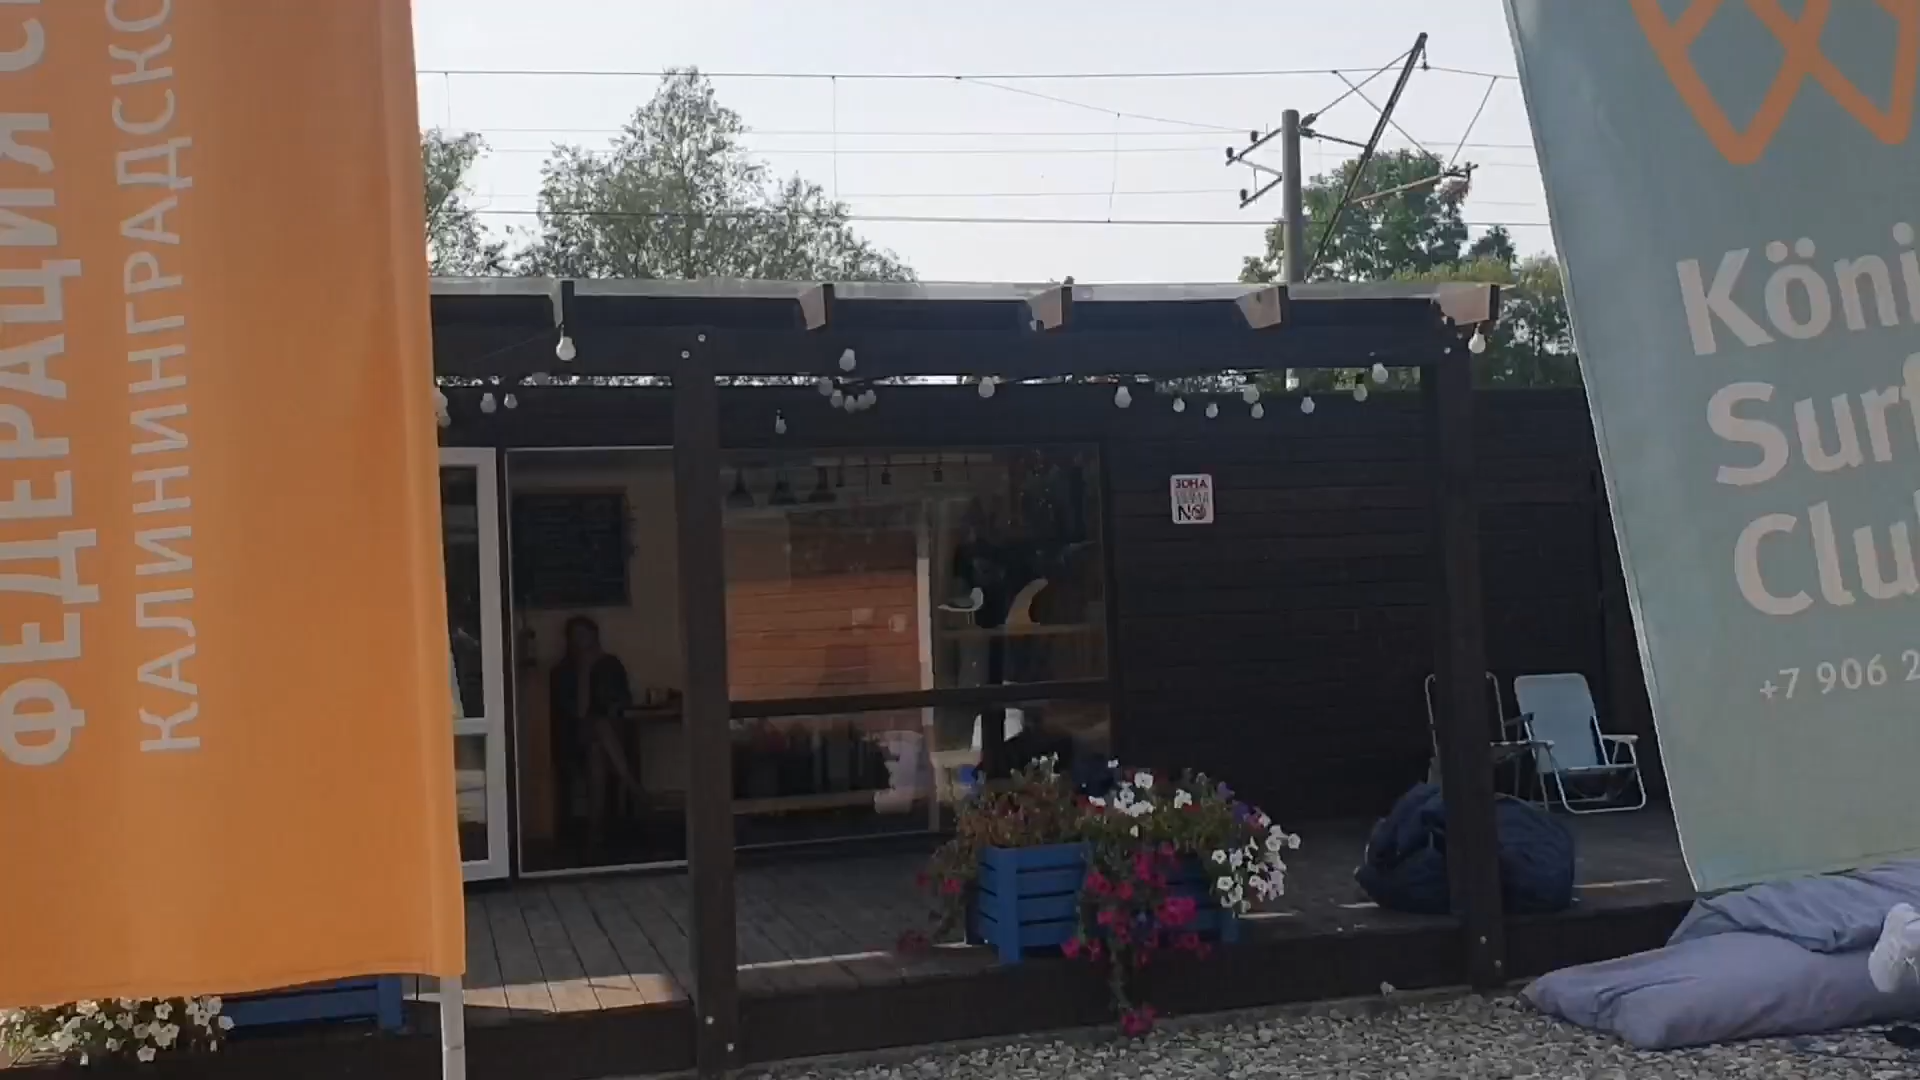 ФЕДЕРАЦИЯ С
КАЛИНИНГРАДСКО
Köni
Surf
Clu
+7 906 2
ЗОНА
NO